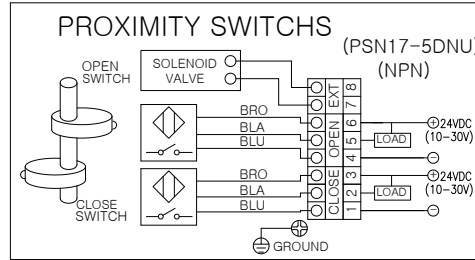 PROXIMITY SWITCHS
(PSN17-5DNU)
(NPN)
OPEN
SWITCH
SOLENOID
VALVE
EXT
8
7
BRO
BLA
BLU
OPEN
6
5
4
LOAD
⊕24VDC
(10-30V)
⊖
BRO
BLA
BLU
CLOSE
3
2
1
LOAD
⊕24VDC
(10-30V)
⊖
CLOSE
SWITCH
GROUND